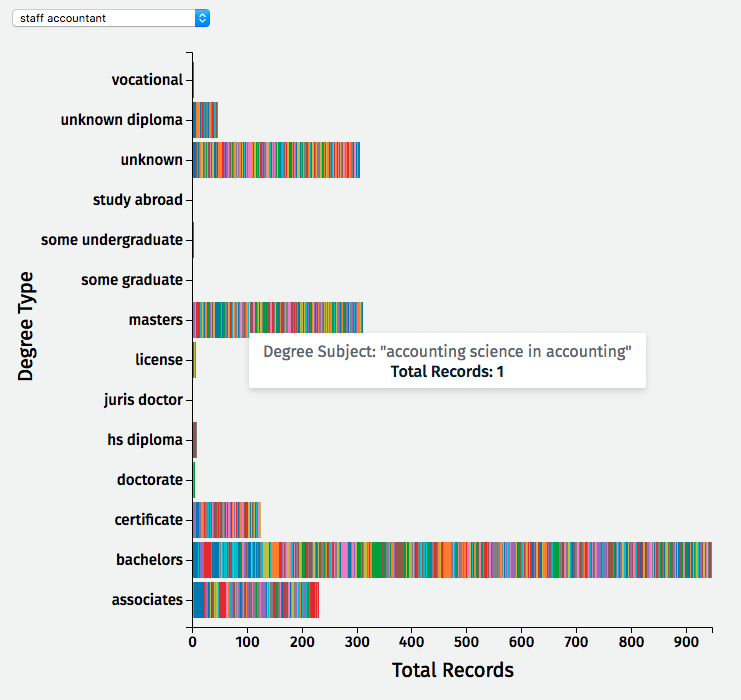 staff accountant
vocational
unknown diploma
unknown
study abroad
some undergraduate
some graduate
masters
license
juris doctor
hs diploma
doctorate
certificate
bachelors
associates
Degree Type
Degree Subject: "accounting science in accounting"
Total Records: 1
0 100 200 300 400 500 600 700 800 900
Total Records